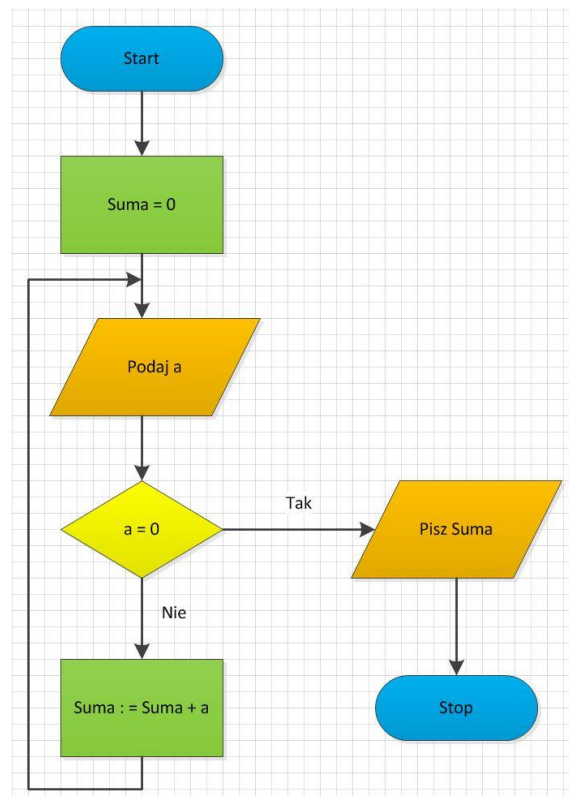 Start
Suma = 0
Podaj a
a = 0
Tak
Pisz Suma
Nie
Suma : = Suma + a
Stop